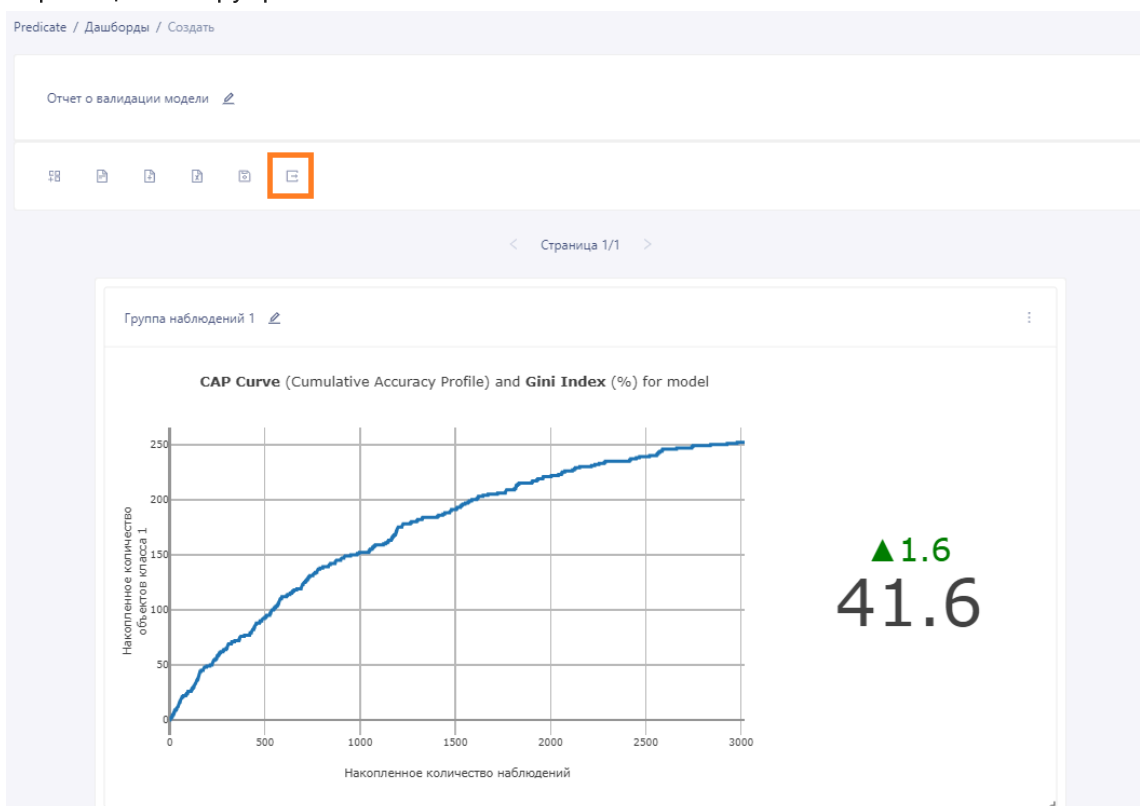 Predicate / Дашборды / Создать
Отчет о валидации модели
Страница 1/1
Группа наблюдений 1
CAP Curve (Cumulative Accuracy Profile) and Gini Index (%) for model
250
200
150
100
50
0
Накопленное количество
объектов класса 1
0 500 1000 1500 2000 2500 3000
Накопленное количество наблюдений
▲1.6
41.6